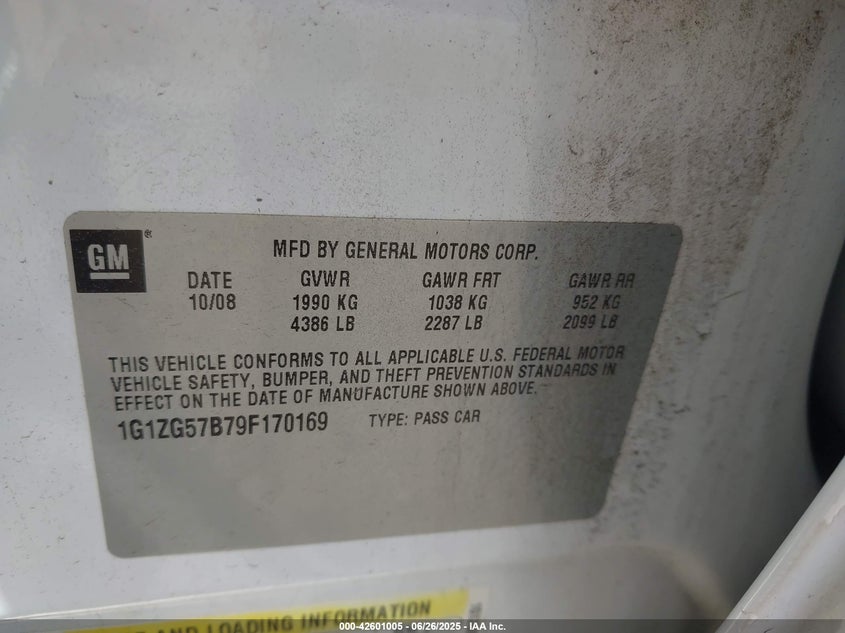 GM ®
MFD BY GENERAL MOTORS CORP.
DATE GVWR GAWR FRT GAWR RR
10/08 1990 KG 1038 KG 952 KG
4386 LB 2287 LB 2099 LB
THIS VEHICLE CONFORMS TO ALL APPLICABLE U.S. FEDERAL MOTOR
VEHICLE SAFETY, BUMPER, AND THEFT PREVENTION STANDARDS IN
EFFECT ON THE DATE OF MANUFACTURE SHOWN ABOVE.
1G1ZG57B79F170169 TYPE: PASS CAR
AND LOADING INFORMATION
000-42601005 | 06/26/2025 - IAA Inc.